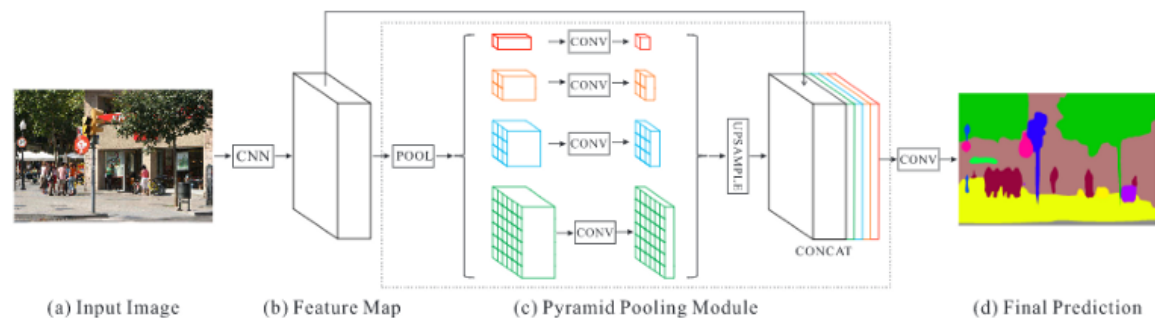 CONV
CONV
CONV
CONV
CNN
POOL
UPSAMPLE
CONV
CONCAT
(a) Input Image
(b) Feature Map
(c) Pyramid Pooling Module
(d) Final Prediction